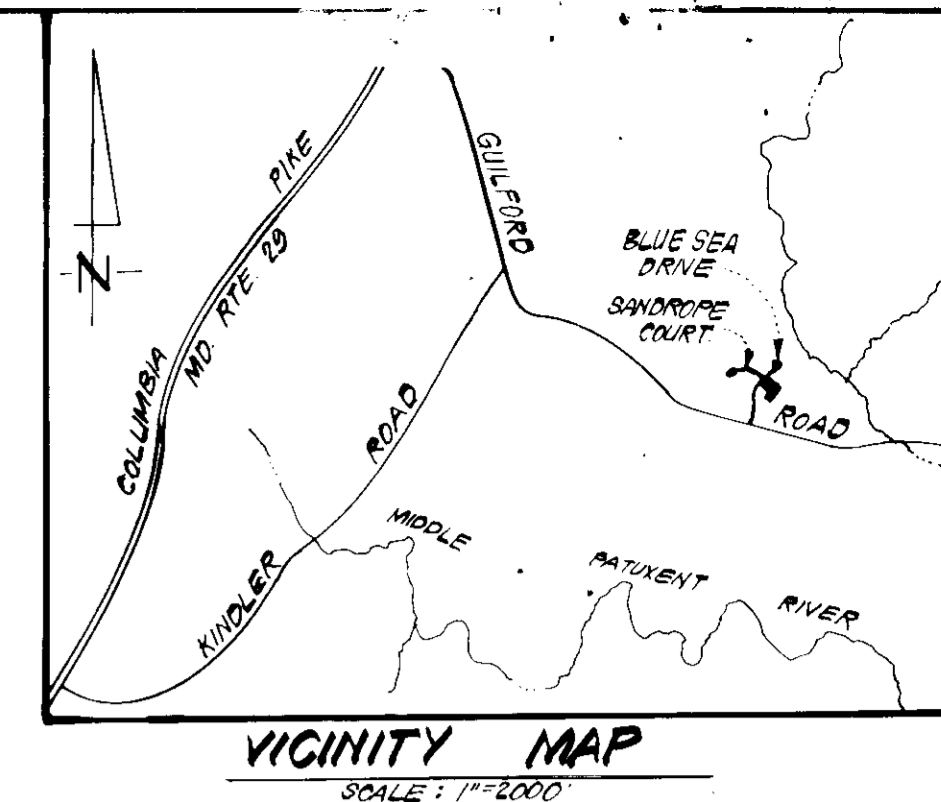 COLUMBIA PIKE
MD. RTE. 29
GUILFORD ROAD
BLUE SEA
DRIVE
SANDROPE
COURT
KINDLER ROAD
MIDDLE PATUXENT RIVER
N
VICINITY MAP
SCALE : 1"=2000'